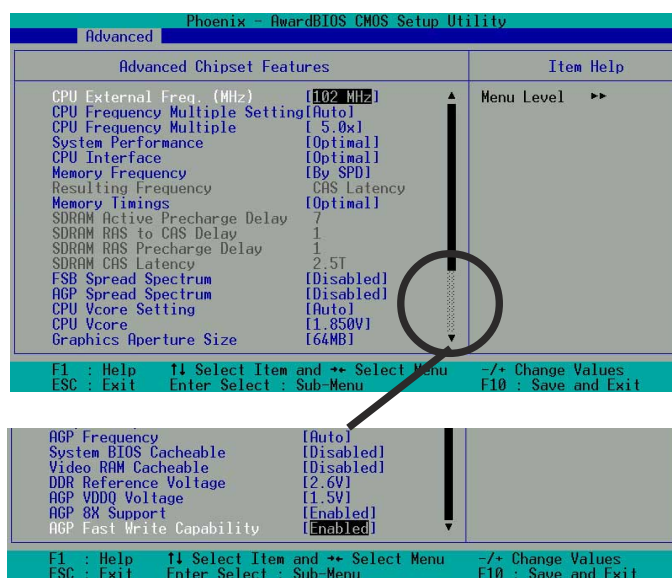 Phoenix - AwardBIOS CMOS Setup Utility
Advanced
Advanced Chipset Features Item Help
CPU External Freq. (MHz) [102 MHz] ▲ Menu Level ▸▸
CPU Frequency Multiple Setting[Auto]
CPU Frequency Multiple [ 5.0x]
System Performance [Optimal]
CPU Interface [Optimal]
Memory Frequency [By SPD]
Resulting Frequency CAS Latency
Memory Timings [Optimal]
SDRAM Active Precharge Delay 7
SDRAM RAS to CAS Delay 1
SDRAM RAS Precharge Delay 1
SDRAM CAS Latency 2.5T
FSB Spread Spectrum [Disabled]
AGP Spread Spectrum [Disabled]
CPU Vcore Setting [Auto]
CPU Vcore [1.850V]
Graphics Aperture Size [64MB] ▼
F1 : Help ↑↓ Select Item and →← Select Menu -/+ Change Values
ESC : Exit Enter Select : Sub-Menu F10 : Save and Exit
AGP Frequency [Auto]
System BIOS Cacheable [Disabled]
Video RAM Cacheable [Disabled]
DDR Reference Voltage [2.6V]
AGP VDDQ Voltage [1.5V]
AGP 8X Support [Enabled]
AGP Fast Write Capability [Enabled] ▼
F1 : Help ↑↓ Select Item and →← Select Menu -/+ Change Values
ESC : Exit Enter Select : Sub-Menu F10 : Save and Exit